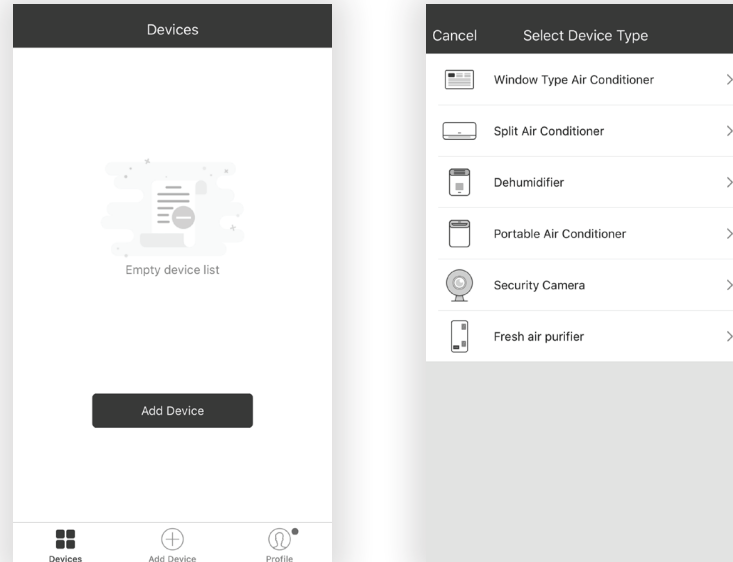 Devices
Empty device list
Add Device
Devices
Add Device
Profile
Cancel
Select Device Type
Window Type Air Conditioner
Split Air Conditioner
Dehumidifier
Portable Air Conditioner
Security Camera
Fresh air purifier